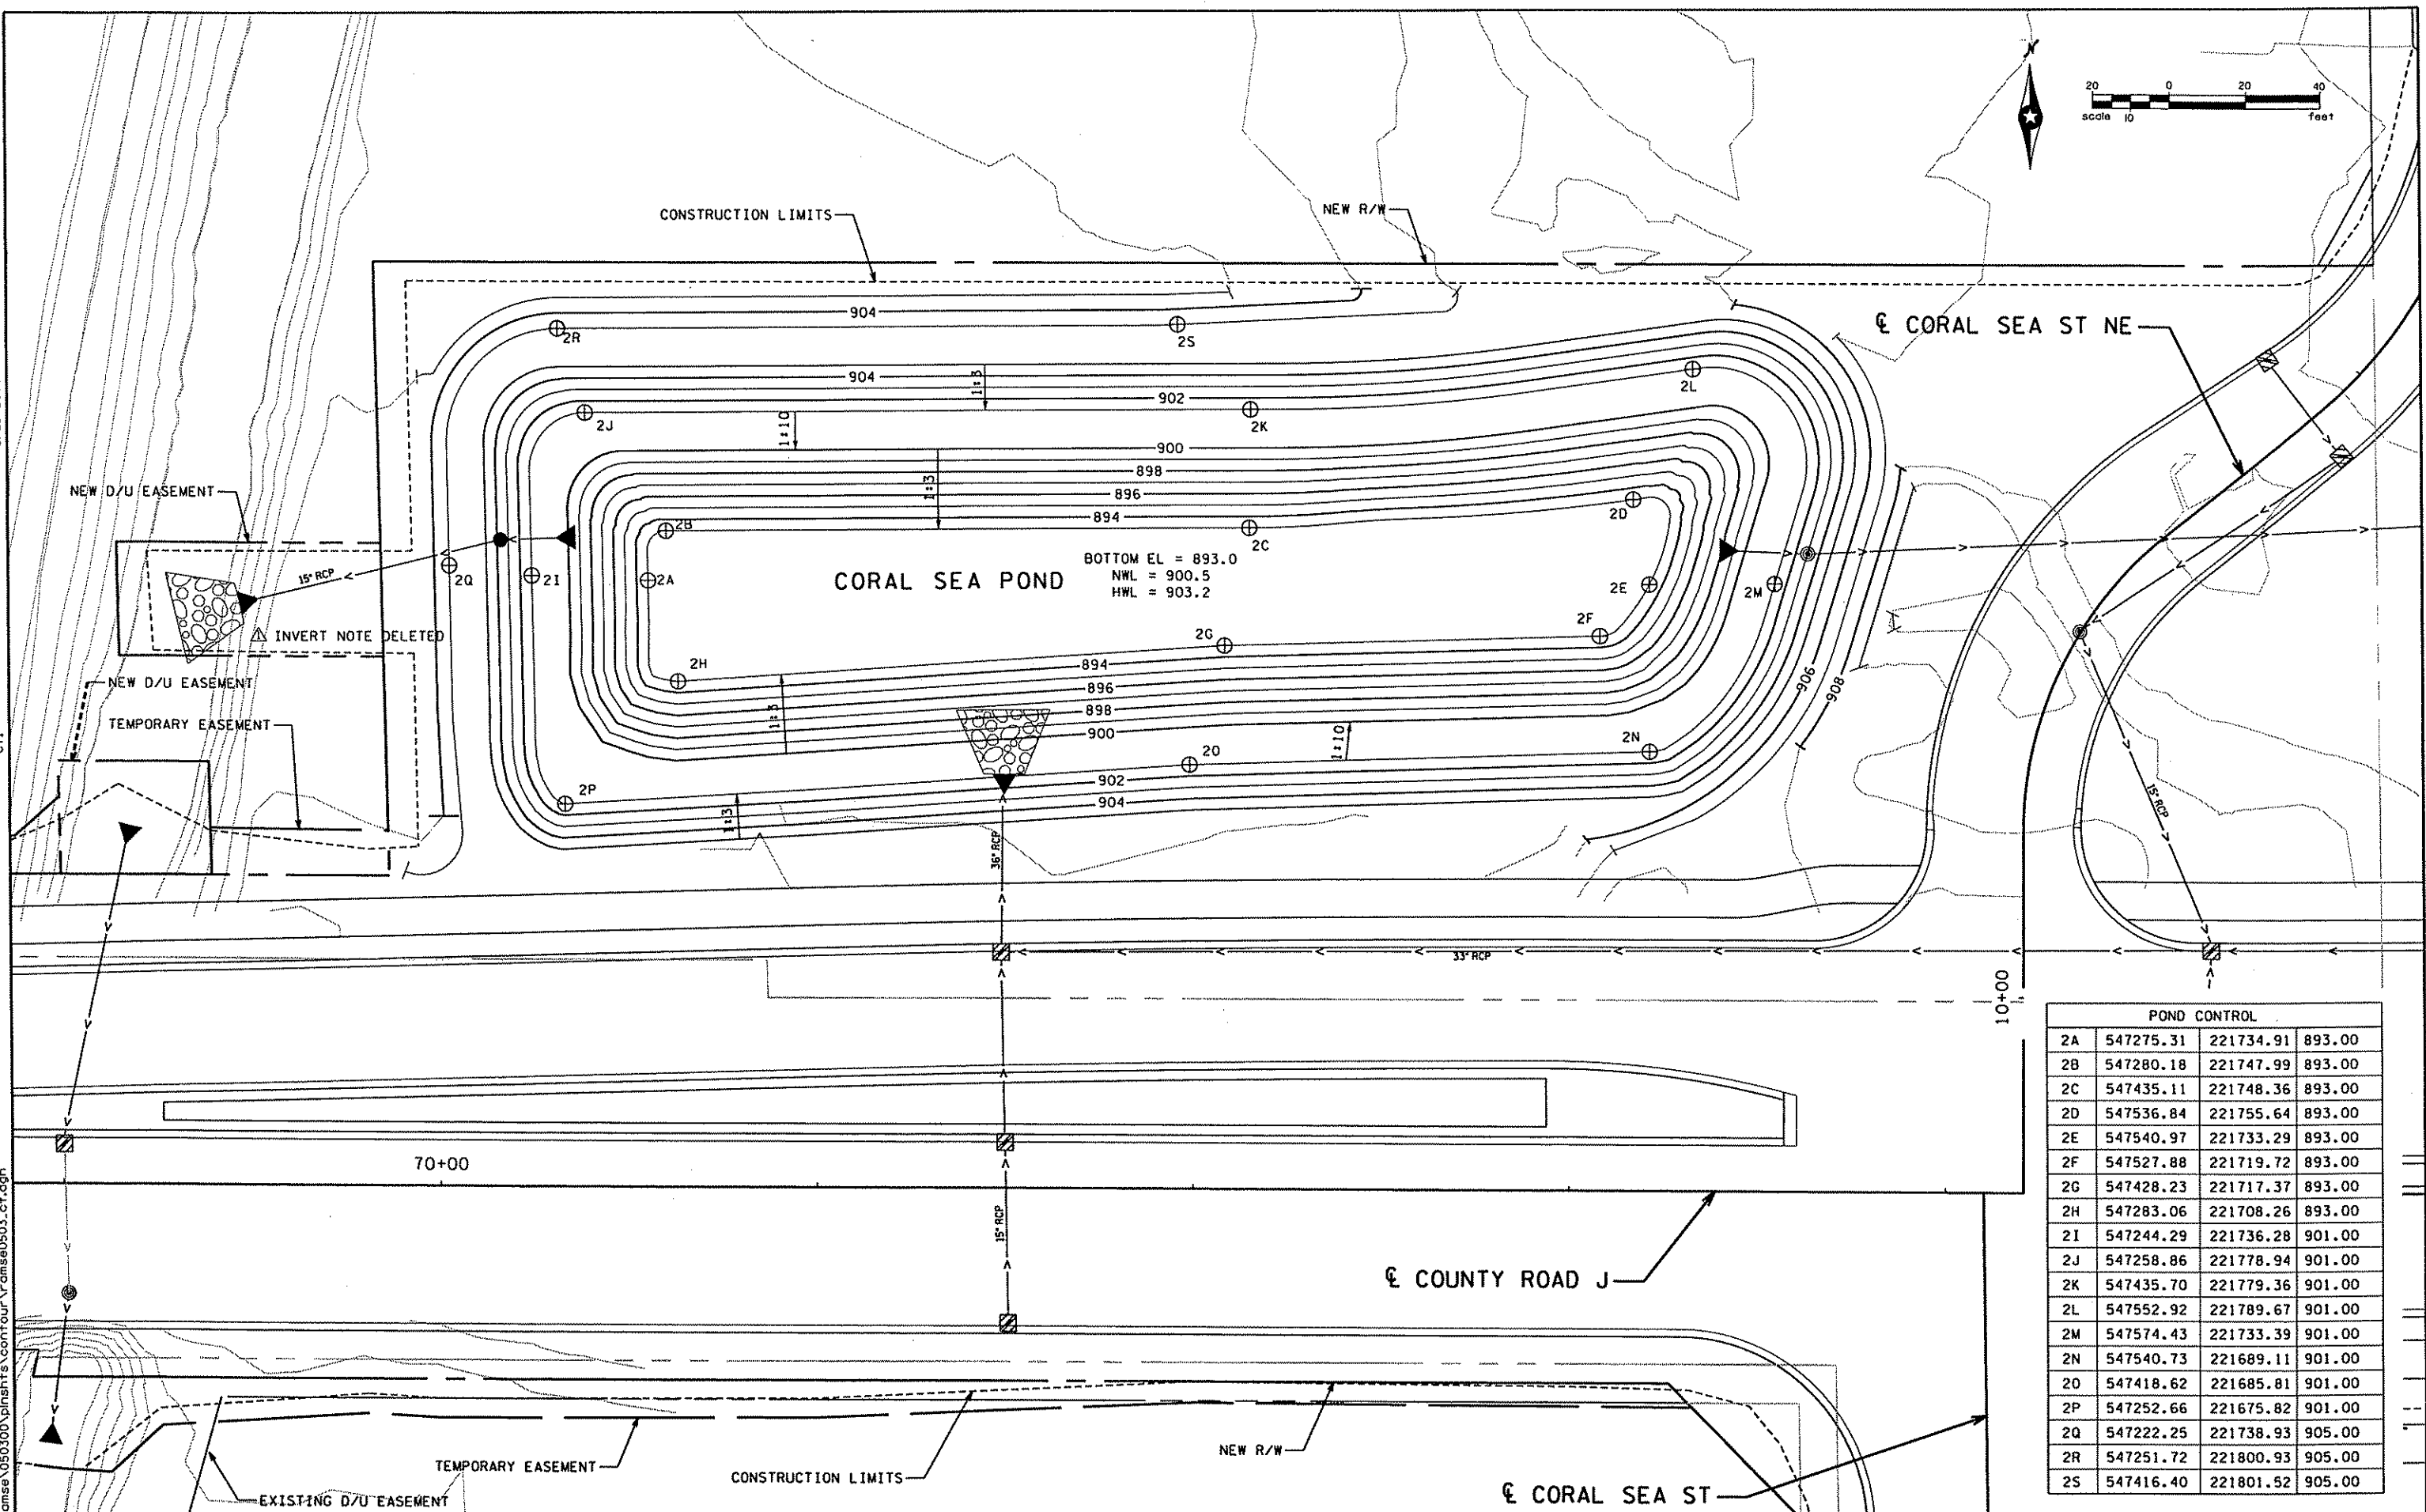 N
20 0 20 40
scale 10 feet
CONSTRUCTION LIMITS
NEW R/W
904
2R
2S
℄ CORAL SEA ST NE
904
1:3
902
2L
2J
2K
1:10
900
898
896
894
1:3
NEW D/U EASEMENT
2B
2C
2D
BOTTOM EL = 893.0
NWL = 900.5
HWL = 903.2
CORAL SEA POND
15" RCP
2Q
2I
2A
2E
2M
2F
2G
INVERT NOTE DELETED
2H
894
896
898
900
906
908
NEW D/U EASEMENT
TEMPORARY EASEMENT
1:3
1:10
2N
2O
902
904
2P
1:3
15" RCP
36" RCP
33" RCP
10+00
70+00
15" RCP
℄ COUNTY ROAD J
POND CONTROL
2A 547275.31 221734.91 893.00
2B 547280.18 221747.99 893.00
2C 547435.11 221748.36 893.00
2D 547536.84 221755.64 893.00
2E 547540.97 221733.29 893.00
2F 547527.88 221719.72 893.00
2G 547428.23 221717.37 893.00
2H 547283.06 221708.26 893.00
2I 547244.29 221736.28 901.00
2J 547258.86 221778.94 901.00
2K 547435.70 221779.36 901.00
2L 547552.92 221789.67 901.00
2M 547574.43 221733.39 901.00
2N 547540.73 221689.11 901.00
2O 547418.62 221685.81 901.00
2P 547252.66 221675.82 901.00
2Q 547222.25 221738.93 905.00
2R 547251.72 221800.93 905.00
2S 547416.40 221801.52 905.00
TEMPORARY EASEMENT
CONSTRUCTION LIMITS
NEW R/W
EXISTING D/U EASEMENT
℄ CORAL SEA ST